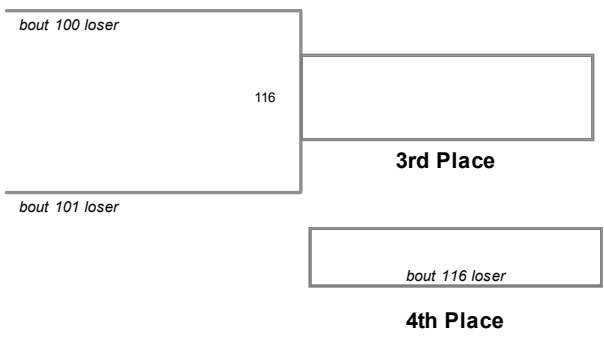 bout 100 loser
116
3rd Place
bout 101 loser
bout 116 loser
4th Place